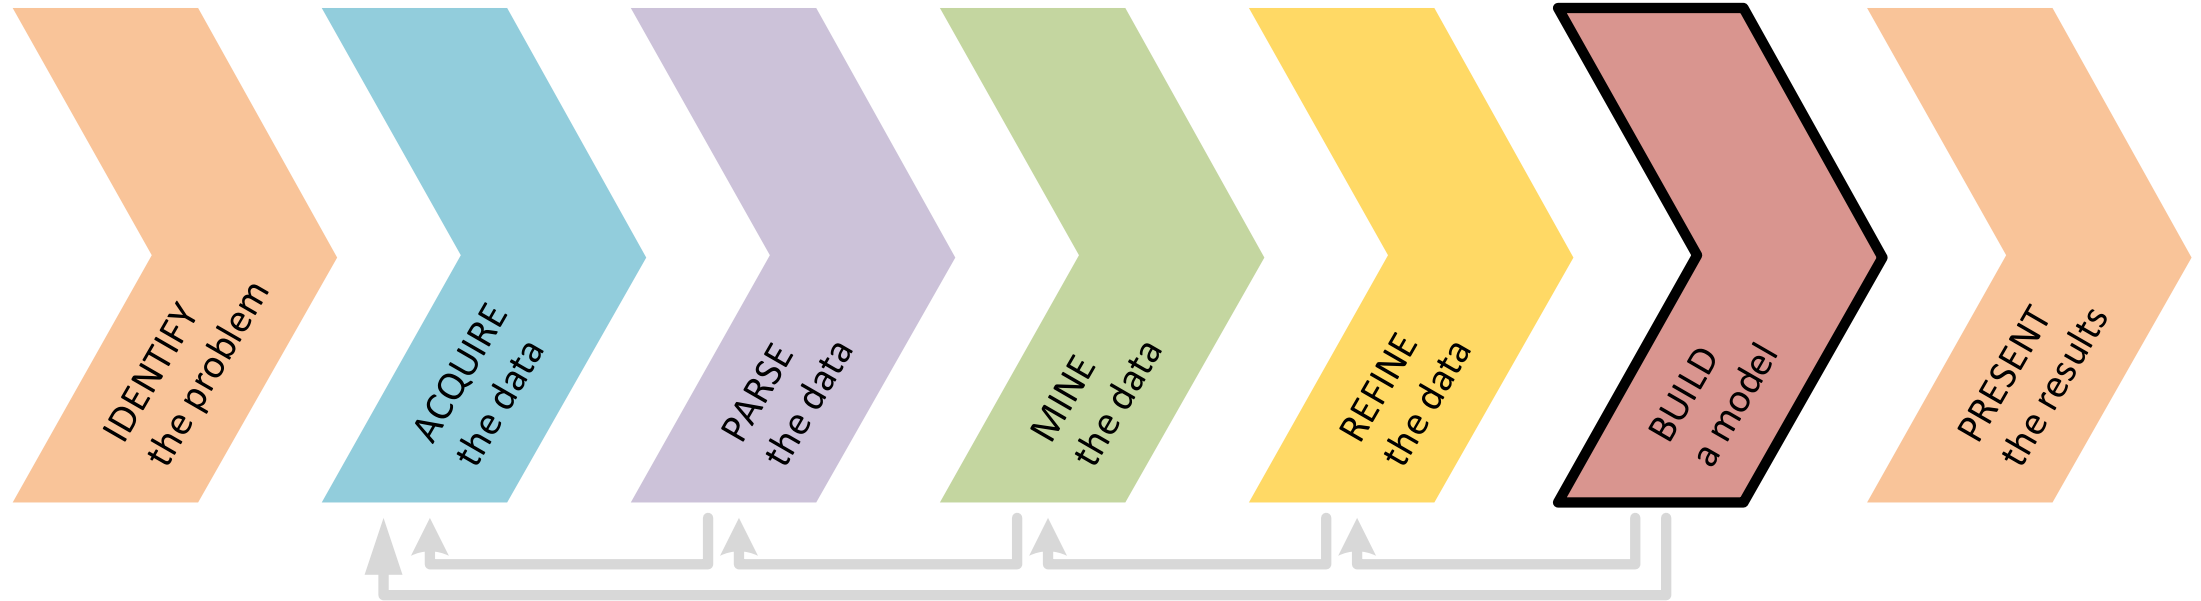 IDENTIFY
the problem
ACQUIRE
the data
PARSE
the data
MINE
the data
REFINE
the data
BUILD
a model
PRESENT
the results